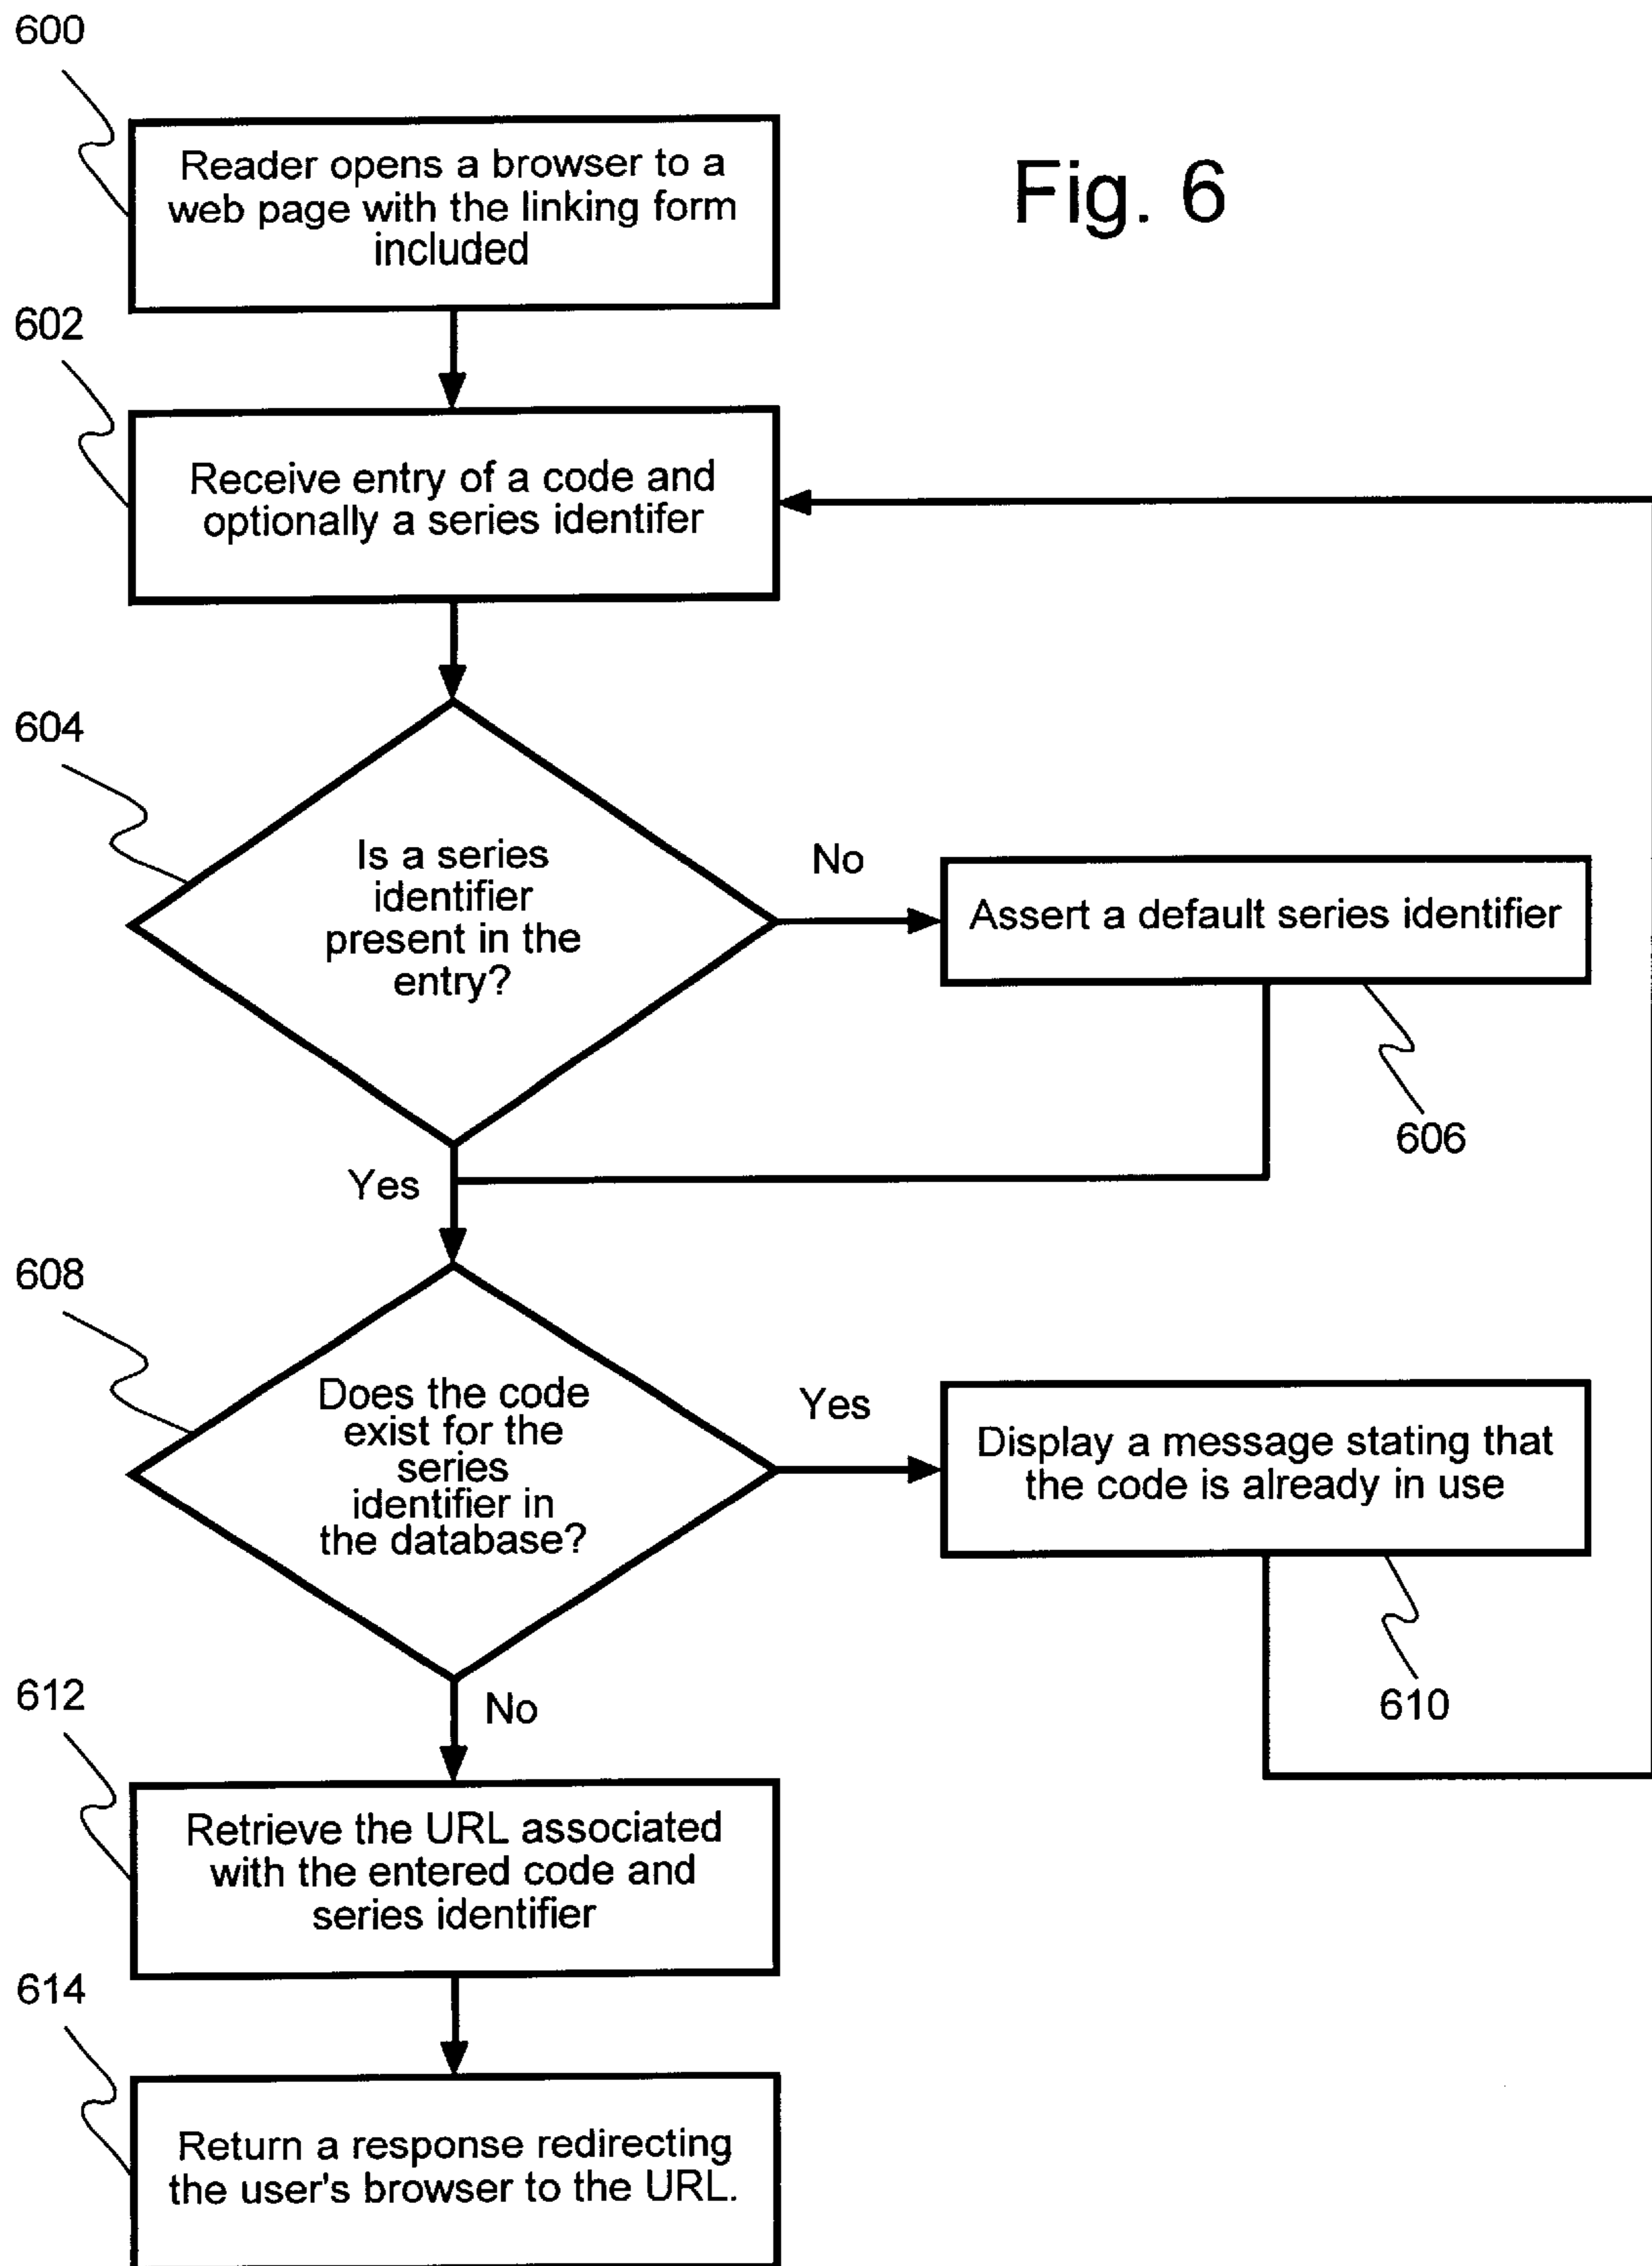 600
Reader opens a browser to a
web page with the linking form
included
Fig. 6
602
Receive entry of a code and
optionally a series identifer
604
Is a series
identifier
present in the
entry?
No
Assert a default series identifier
606
Yes
608
Does the code
exist for the
series
identifier in
the database?
Yes
Display a message stating that
the code is already in use
610
No
612
Retrieve the URL associated
with the entered code and
series identifier
614
Return a response redirecting
the user's browser to the URL.